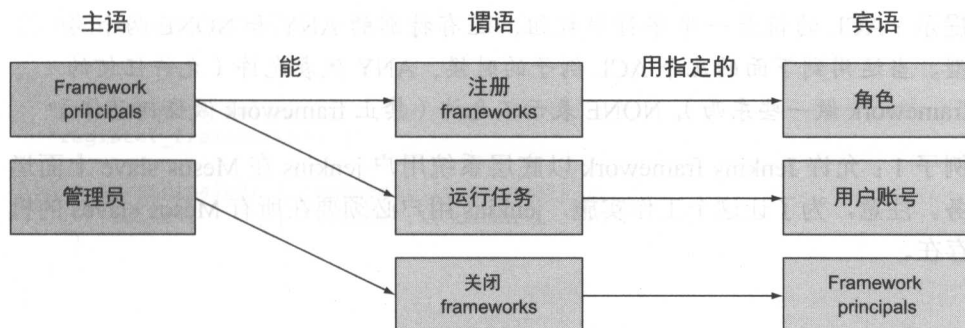 主语
谓语
宾语
能
用指定的
Framework
principals
注册
frameworks
角色
管理员
运行任务
用户账号
关闭
frameworks
Framework
principals